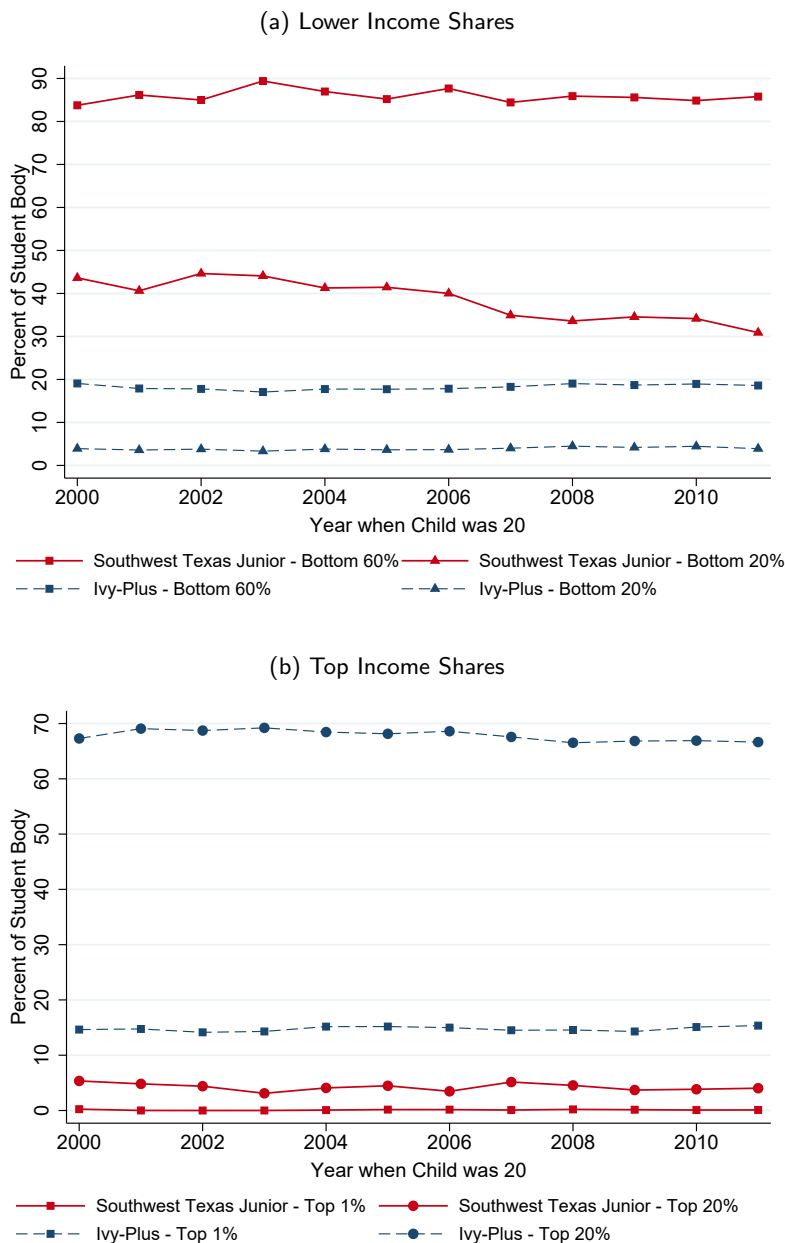 (a) Lower Income Shares
Percent of Student Body
90
80
70
60
50
40
30
20
10
0
2000 2002 2004 2006 2008 2010
Year when Child was 20
Southwest Texas Junior - Bottom 60% Southwest Texas Junior - Bottom 20%
Ivy-Plus - Bottom 60% Ivy-Plus - Bottom 20%
(b) Top Income Shares
Percent of Student Body
70
60
50
40
30
20
10
0
2000 2002 2004 2006 2008 2010
Year when Child was 20
Southwest Texas Junior - Top 1% Southwest Texas Junior - Top 20%
Ivy-Plus - Top 1% Ivy-Plus - Top 20%